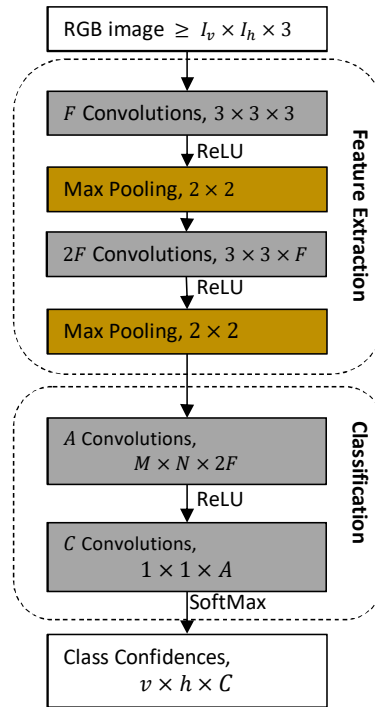 RGB image ≥ I_v × I_h × 3
F Convolutions, 3 × 3 × 3
ReLU
Max Pooling, 2 × 2
2F Convolutions, 3 × 3 × F
ReLU
Max Pooling, 2 × 2
Feature Extraction
A Convolutions,
M × N × 2F
ReLU
C Convolutions,
1 × 1 × A
Classification
SoftMax
Class Confidences,
v × h × C